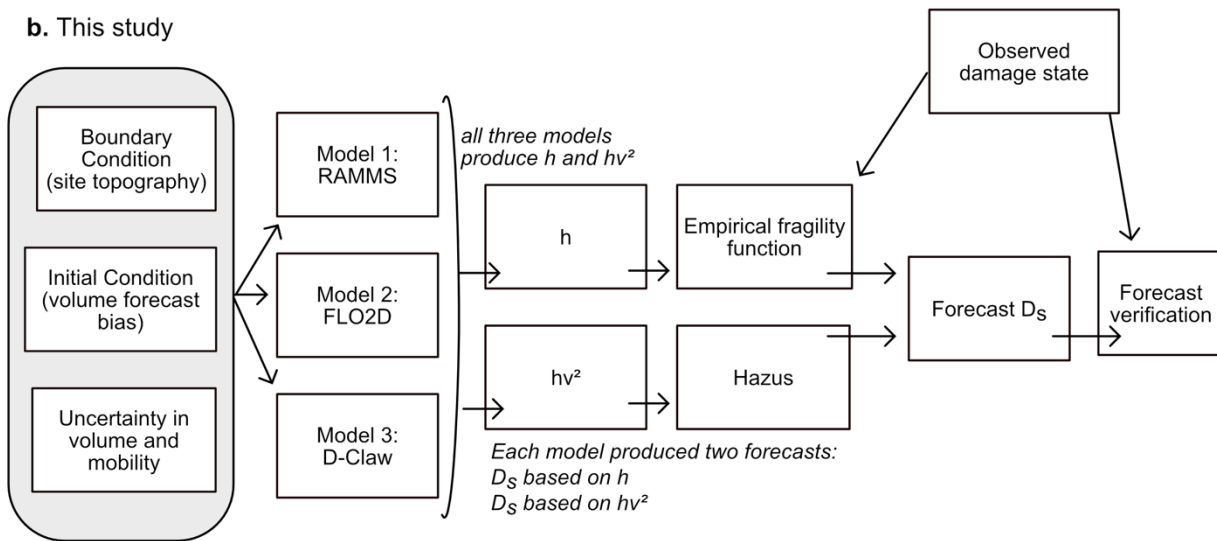 b. This study
Boundary
Condition
(site topography)
Initial Condition
(volume forecast
bias)
Uncertainty in
volume and
mobility
Model 1:
RAMMS
Model 2:
FLO2D
Model 3:
D-Claw
all three models
produce h and hv²
h
hv²
Each model produced two forecasts:
DS based on h
DS based on hv²
Empirical fragility
function
Hazus
Observed
damage state
Forecast DS
Forecast
verification